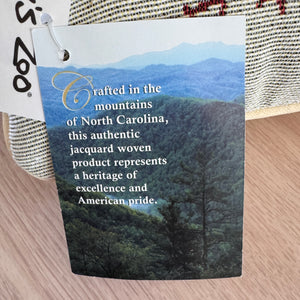 's Zoo®
Crafted in the
mountains
of North Carolina,
this authentic
jacquard woven
product represents
a heritage of
excellence and
American pride.